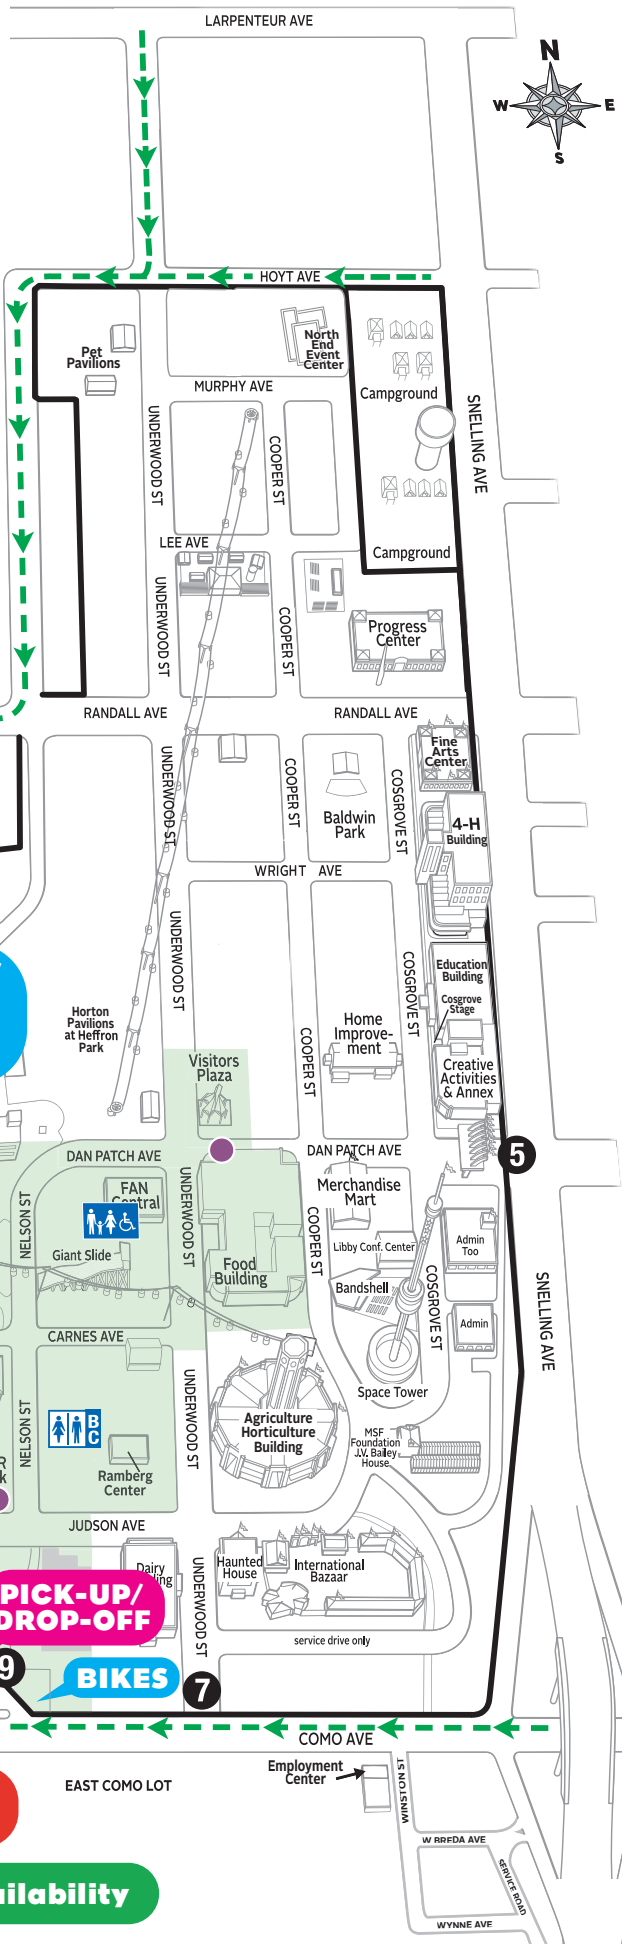 LARPENTEUR AVE
N
W
E
S
HOYT AVE
Pet
Pavilions
North
End
Event
Center
MURPHY AVE
Campground
SNELLING AVE
UNDERWOOD ST
COOPER ST
LEE AVE
Campground
UNDERWOOD ST
COOPER ST
Progress
Center
RANDALL AVE
RANDALL AVE
Fine
Arts
Center
UNDERWOOD ST
COOPER ST
COSGROVE ST
Baldwin
Park
4-H
Building
WRIGHT AVE
UNDERWOOD ST
COSGROVE ST
Education
Building
Cosgrove
Stage
Horton
Pavilions
at Heffron
Park
Home
Improve-
ment
COOPER ST
Visitors
Plaza
Creative
Activities
& Annex
DAN PATCH AVE
DAN PATCH AVE
5
NELSON ST
FAN
Central
UNDERWOOD ST
Merchandise
Mart
COOPER ST
Giant Slide
Food
Building
Libby Conf. Center
Admin
Too
Bandshell
COSGROVE ST
SNELLING AVE
CARNES AVE
Admin
Space Tower
NELSON ST
UNDERWOOD ST
B
C
Agriculture
Horticulture
Building
MSF
Foundation
J.V. Bailey
House
R
k
Ramberg
Center
JUDSON AVE
Dairy
Haunted
House
International
Bazaar
UNDERWOOD ST
PICK-UP/
DROP-OFF
service drive only
9
BIKES
7
COMO AVE
EAST COMO LOT
Employment
Center
WINSTON ST
W BREDA AVE
SERVICE ROAD
ailability
WYNNE AVE